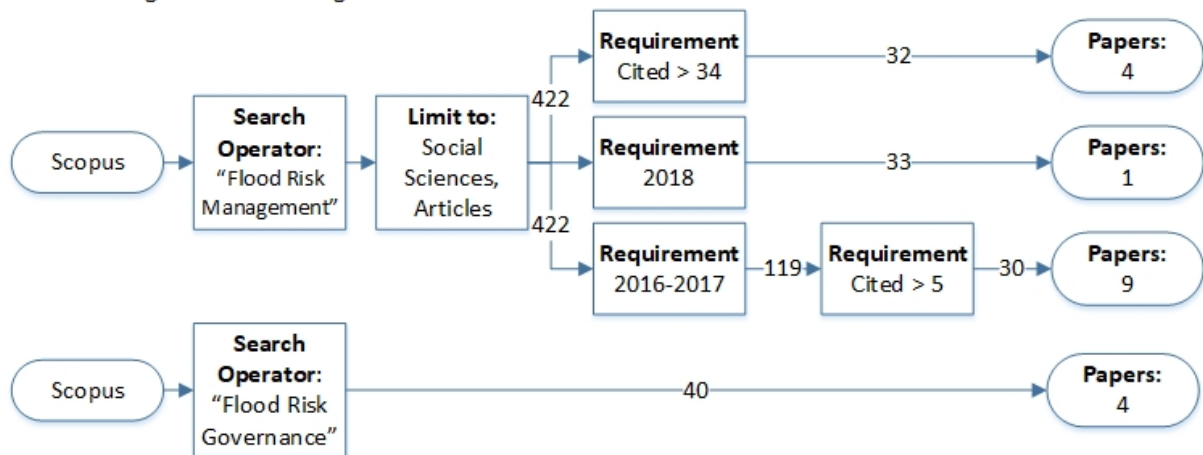 Scopus
Search
Operator:
“Flood Risk
Management”
Limit to:
Social
Sciences,
Articles
422
422
Requirement
Cited > 34
32
Papers:
4
Requirement
2018
33
Papers:
1
Requirement
2016-2017
119
Requirement
Cited > 5
30
Papers:
9
Scopus
Search
Operator:
“Flood Risk
Governance”
40
Papers:
4